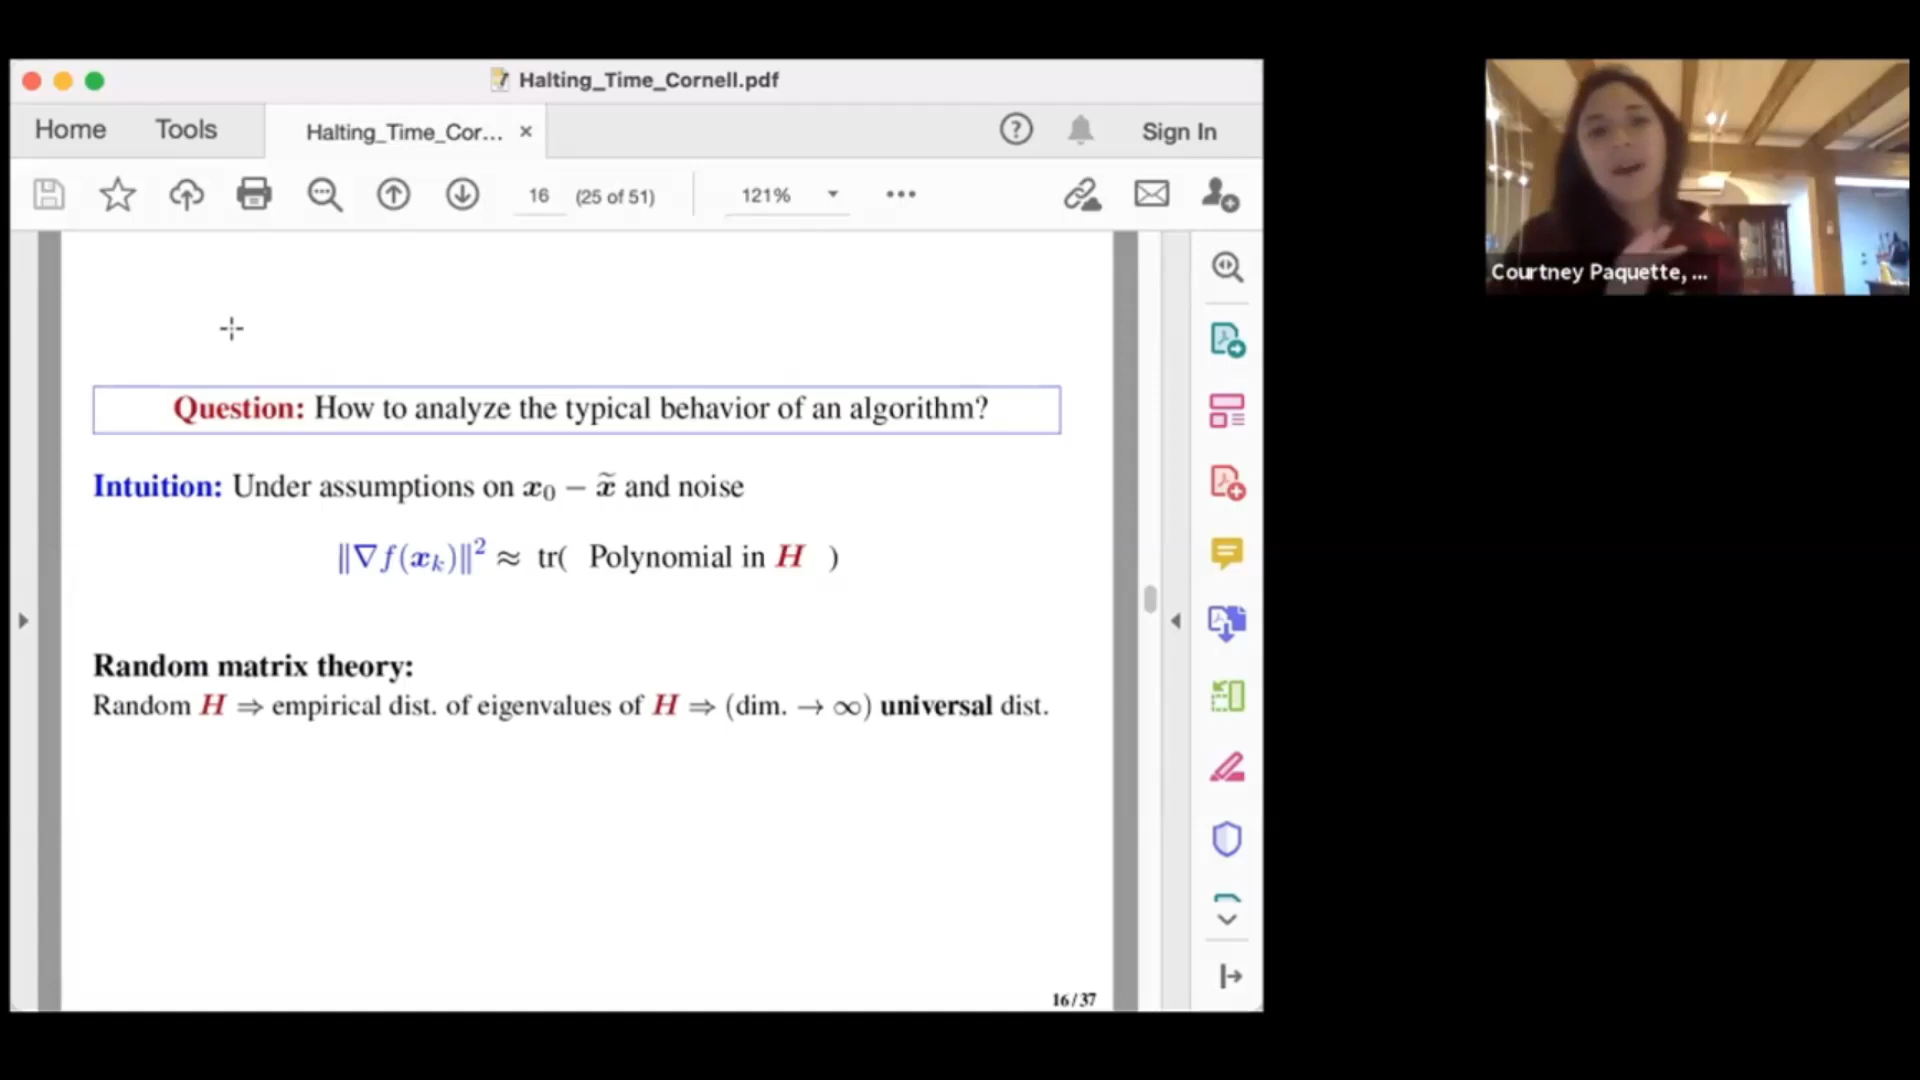 Halting_Time_Cornell.pdf
Home Tools Halting_Time_Cor... × ? Sign In
16 (25 of 51) 121%
Question: How to analyze the typical behavior of an algorithm?
Intuition: Under assumptions on x₀ − x̃ and noise
‖∇f(xₖ)‖² ≈ tr( Polynomial in H )
Random matrix theory:
Random H ⇒ empirical dist. of eigenvalues of H ⇒ (dim. → ∞) universal dist.
16/37
Courtney Paquette, ...